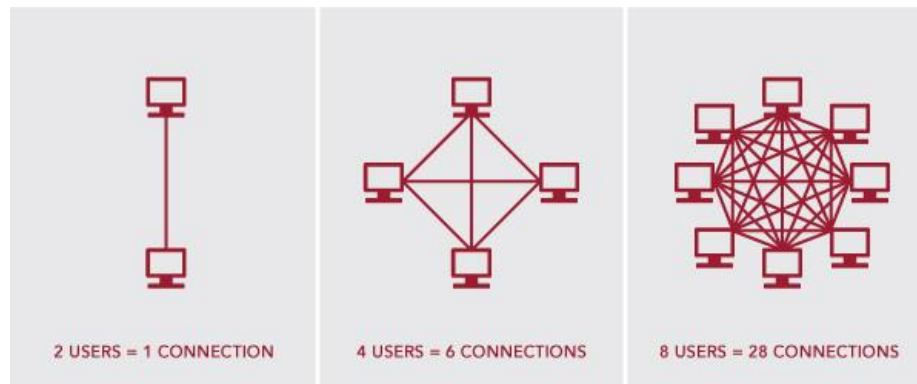 2 USERS = 1 CONNECTION
4 USERS = 6 CONNECTIONS
8 USERS = 28 CONNECTIONS